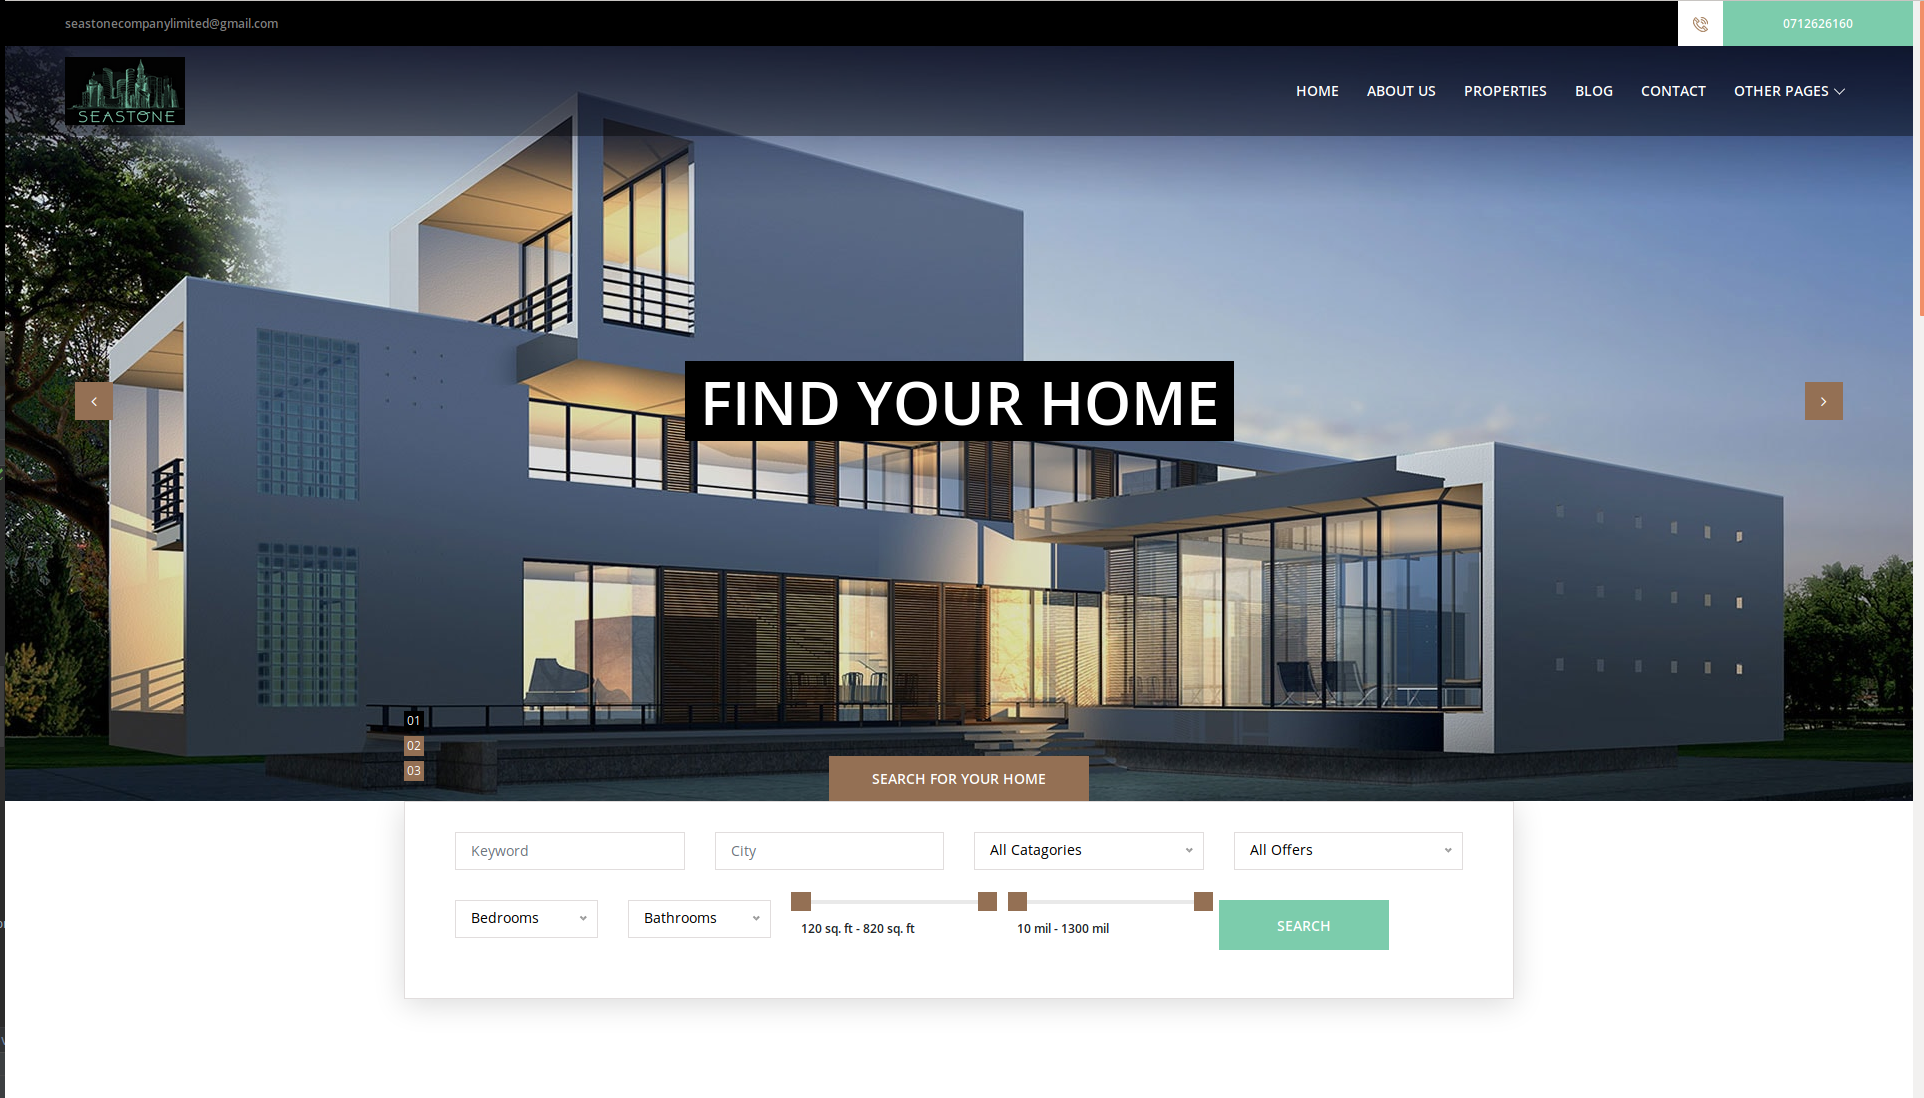 seastonecompanylimited@gmail.com
0712626160
SEASTONE
HOME
ABOUT US
PROPERTIES
BLOG
CONTACT
OTHER PAGES
FIND YOUR HOME
01
02
03
SEARCH FOR YOUR HOME
Keyword
City
All Catagories
All Offers
Bedrooms
Bathrooms
120 sq. ft - 820 sq. ft
10 mil - 1300 mil
SEARCH